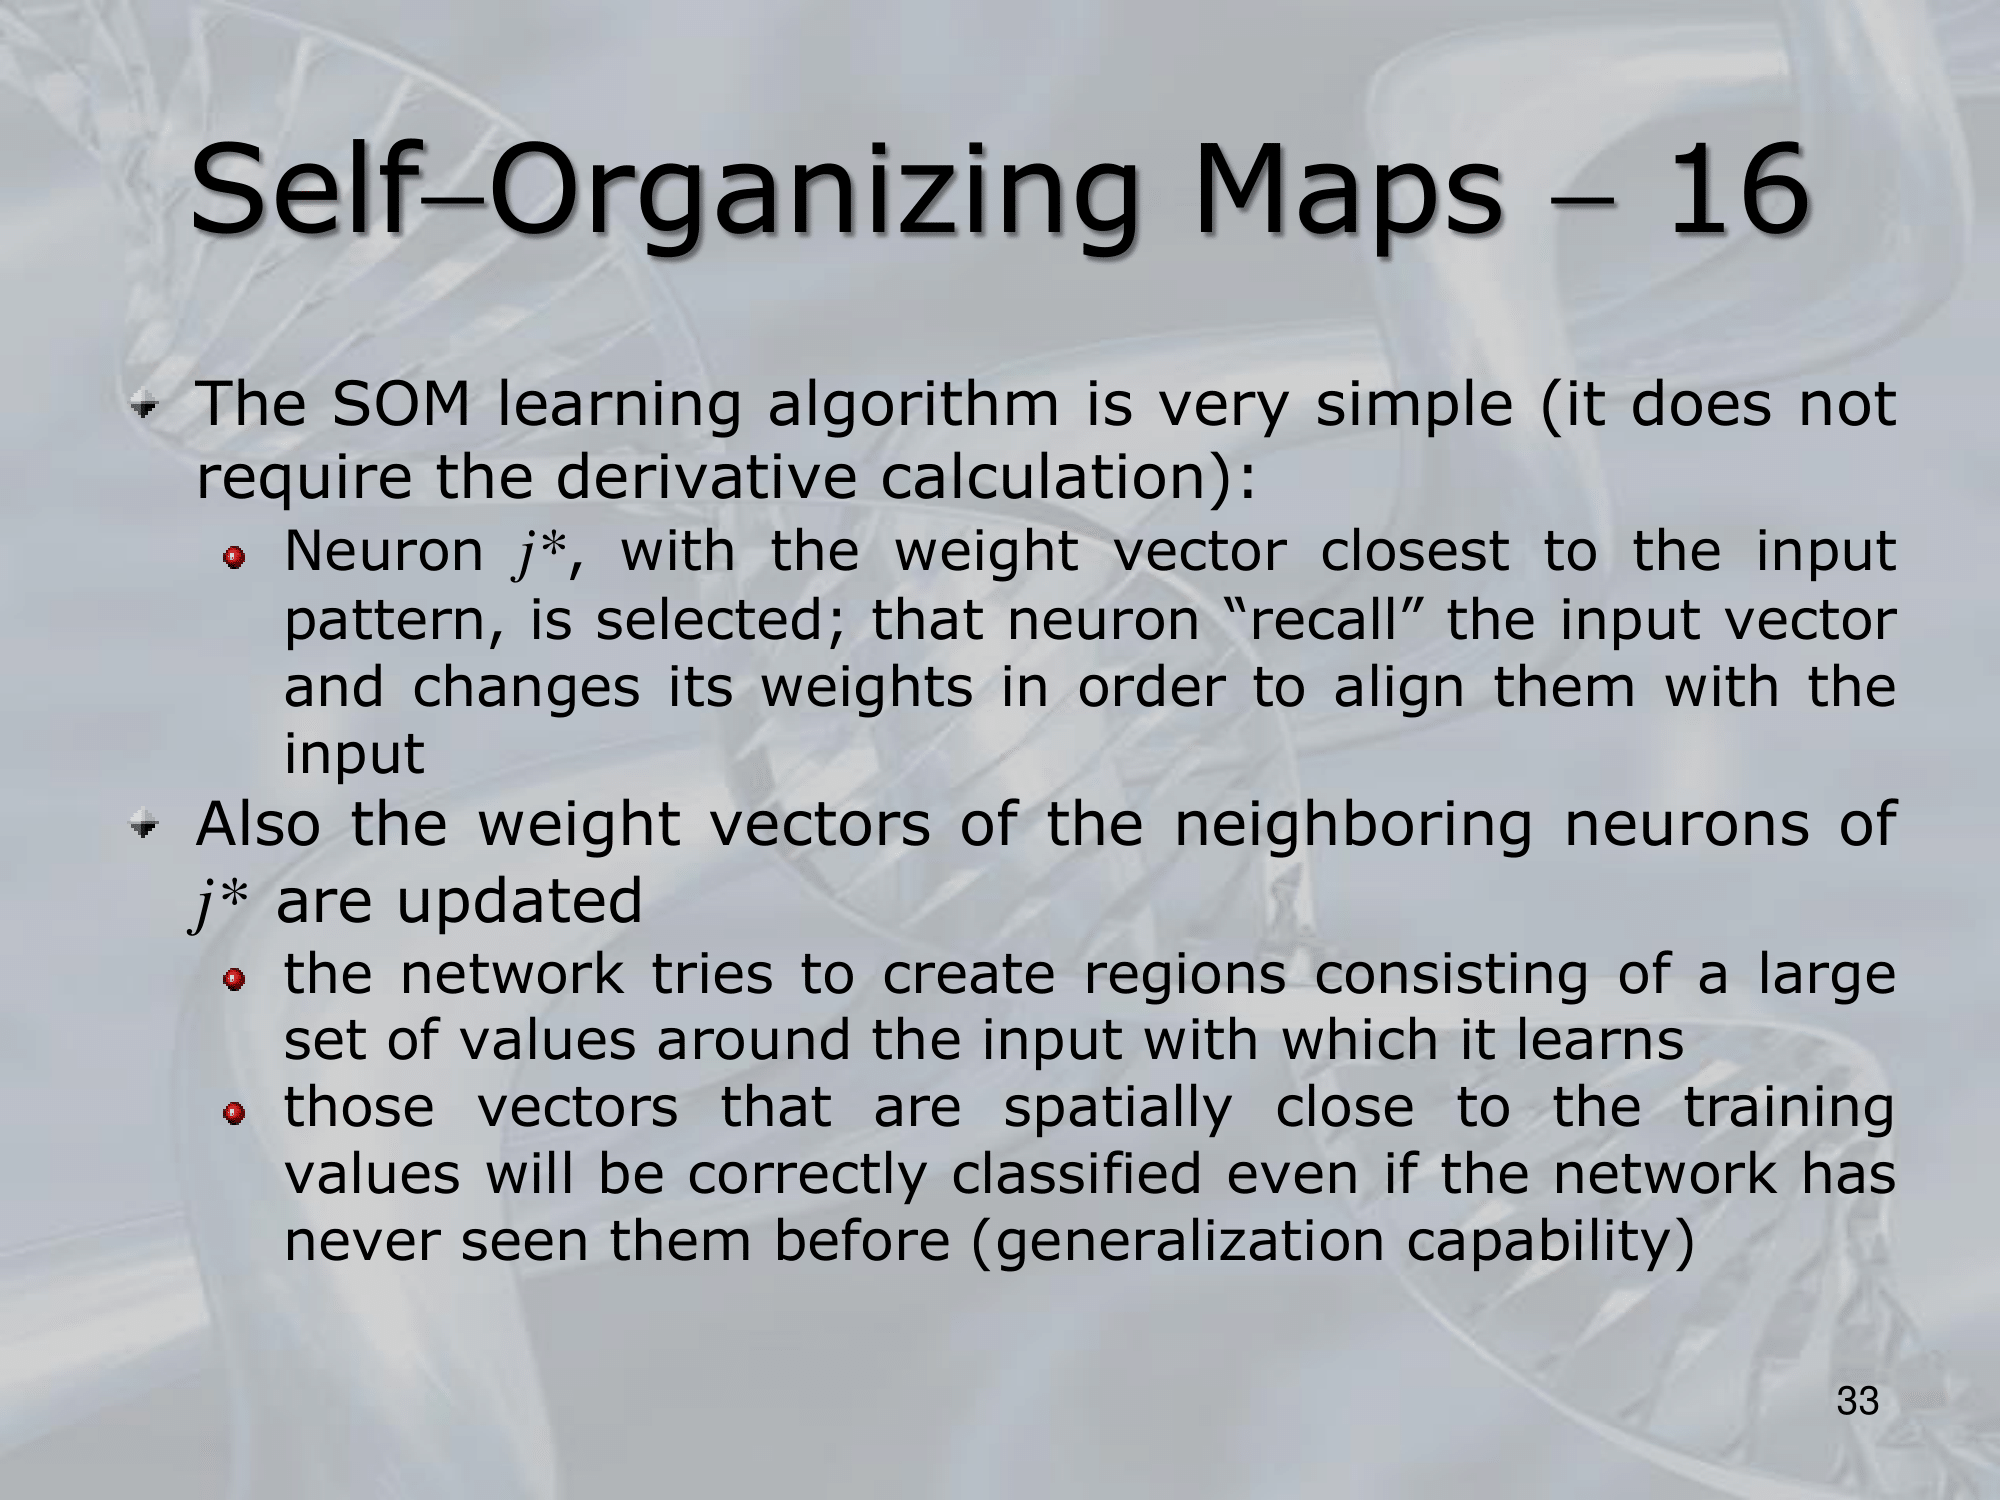 Self–Organizing Maps – 16
The SOM learning algorithm is very simple (it does not
require the derivative calculation):
Neuron j*, with the weight vector closest to the input
pattern, is selected; that neuron “recall” the input vector
and changes its weights in order to align them with the
input
Also the weight vectors of the neighboring neurons of
j* are updated
the network tries to create regions consisting of a large
set of values around the input with which it learns
those vectors that are spatially close to the training
values will be correctly classified even if the network has
never seen them before (generalization capability)
33